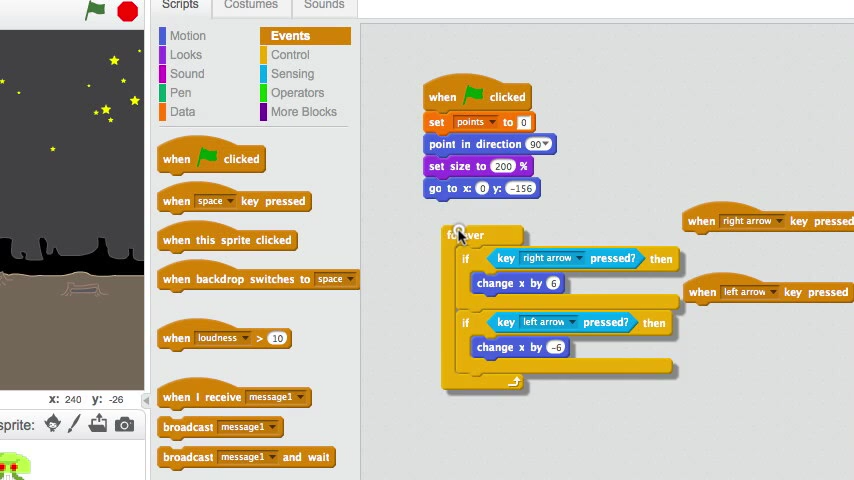 Scripts Costumes Sounds
Motion Events
Looks Control
Sound Sensing
Pen Operators
Data More Blocks
when clicked
when space key pressed
when this sprite clicked
when backdrop switches to space
when loudness > 10
when I receive message1
broadcast message1
broadcast message1 and wait
x: 240 y: -26
sprite:
when clicked
set points to 0
point in direction 90
set size to 200 %
go to x: 0 y: -156
forever
if key right arrow pressed? then
change x by 6
if key left arrow pressed? then
change x by -6
when right arrow key pressed
when left arrow key pressed